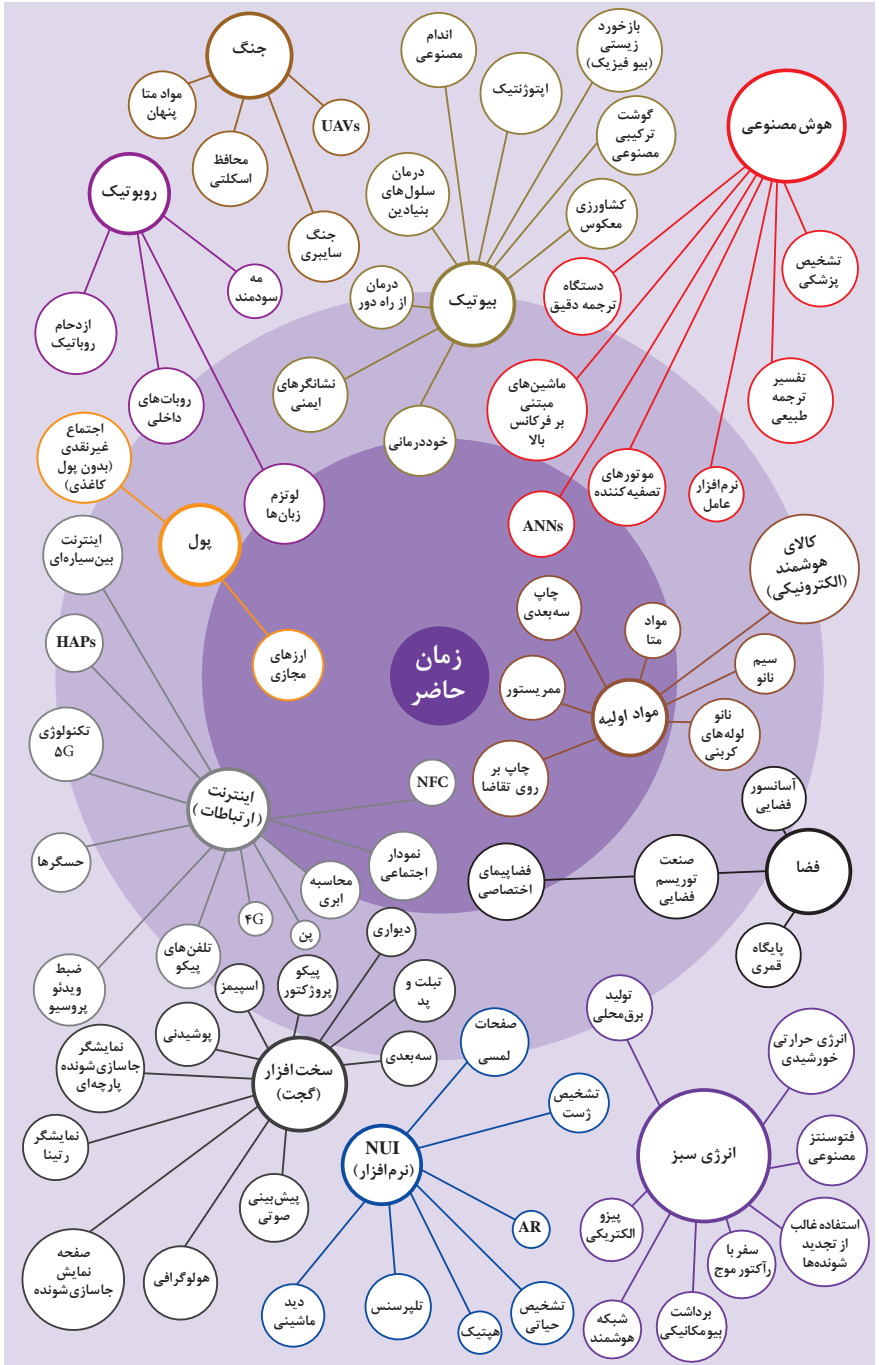 جنگ
مواد متا
پنهان
محافظ
اسکلتی
جنگ
سایبری
UAVs
روبوتیک
ازدحام
روباتیک
روبات‌های
داخلی
لوتزم
زبان‌ها
مه
سودمند
بیوتیک
اندام
مصنوعی
اپتوژنتیک
بازخورد
زیستی
(بیو فیزیک)
گوشت
ترکیبی
مصنوعی
کشاورزی
معکوس
درمان
سلول‌های
بنیادین
درمان
از راه دور
نشانگرهای
ایمنی
خوددرمانی
هوش مصنوعی
تشخیص
پزشکی
دستگاه
ترجمه دقیق
تفسیر
ترجمه
طبیعی
ماشین‌های
مبتنی
بر فرکانس
بالا
موتورهای
تصفیه‌کننده
نرم‌افزار
عامل
ANNs
پول
اجتماع
غیرنقدی
(بدون پول
کاغذی)
ارزهای
مجازی
زمان
حاضر
مواد اولیه
چاپ
سه‌بعدی
مواد
متا
کالای
هوشمند
(الکترونیکی)
سیم
نانو
نانو
لوله‌های
کربنی
ممریستور
چاپ بر
روی تقاضا
اینترنت
(ارتباطات)
اینترنت
بین‌سیاره‌ای
HAPs
تکنولوژی
۵G
حسگرها
ضبط
ویدئو
پروسیو
تلفن‌های
پیکو
۴G
پن
محاسبه
ابری
نمودار
اجتماعی
NFC
فضا
آسانسور
فضایی
صنعت
توریسم
فضایی
فضاپیمای
اختصاصی
پایگاه
قمری
سخت‌افزار
(گجت)
دیواری
پیکو
پروژکتور
اسپیمز
تبلت و
پد
سه‌بعدی
پوشیدنی
نمایشگر
جاسازی‌شونده
پارچه‌ای
نمایشگر
رتینا
صفحه
نمایش
جاسازی‌شونده
هولوگرافی
پیش‌بینی
صوتی
NUI
(نرم‌افزار)
صفحات
لمسی
تشخیص
ژست
AR
تشخیص
حیاتی
هپتیک
تلپرسنس
دید
ماشینی
انرژی سبز
تولید
برق‌محلی
انرژی حرارتی
خورشیدی
فتوسنتز
مصنوعی
استفاده غالب
از تجدید
شونده‌ها
سفر با
رآکتور موج
برداشت
بیومکانیکی
شبکه
هوشمند
پیزو
الکتریکی